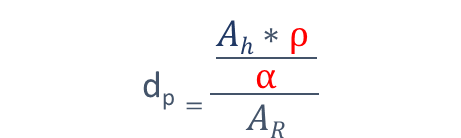 A_h * ρ
α
d_p =
A_R